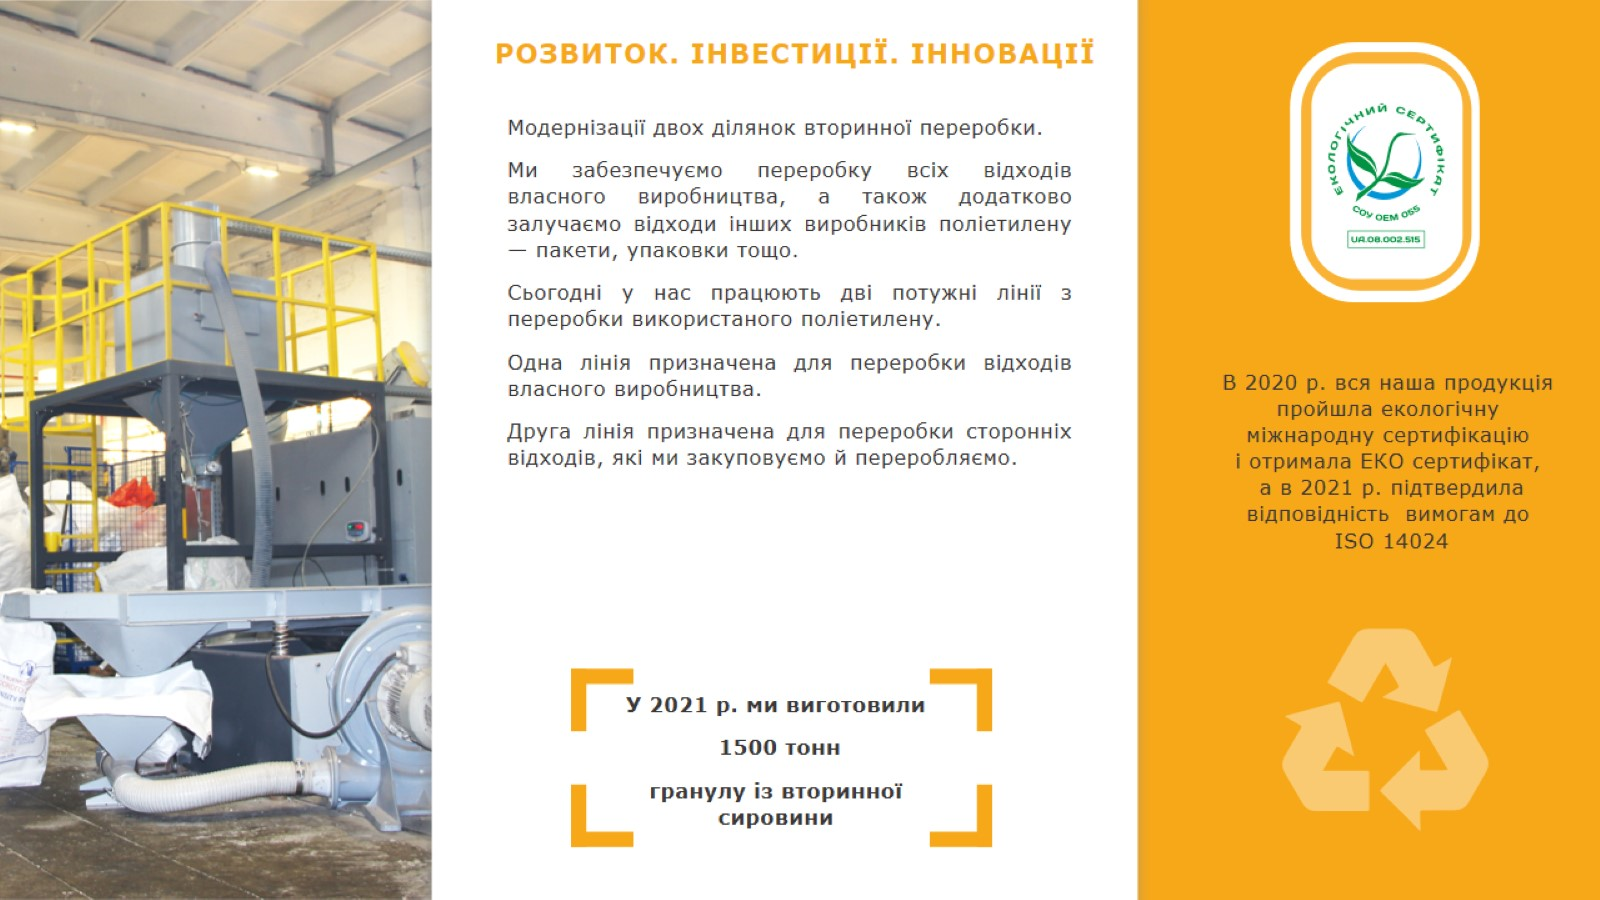 РОЗВИТОК. ІНВЕСТИЦІЇ. ІННОВАЦІЇ
Модернізації двох ділянок вторинної переробки.
Ми забезпечуємо переробку всіх відходів
власного виробництва, а також додатково
залучаємо відходи інших виробників поліетилену
— пакети, упаковки тощо.
Сьогодні у нас працюють дві потужні лінії з
переробки використаного поліетилену.
Одна лінія призначена для переробки відходів
власного виробництва.
Друга лінія призначена для переробки сторонніх
відходів, які ми закуповуємо й переробляємо.
У 2021 р. ми виготовили
1500 тонн
гранулу із вторинної
сировини
ЕКОЛОГІЧНИЙ СЕРТИФІКАТ
СОУ ОЕМ 055
UA.08.002.515
В 2020 р. вся наша продукція
пройшла екологічну
міжнародну сертифікацію
і отримала ЕКО сертифікат,
а в 2021 р. підтвердила
відповідність  вимогам до
ISO 14024